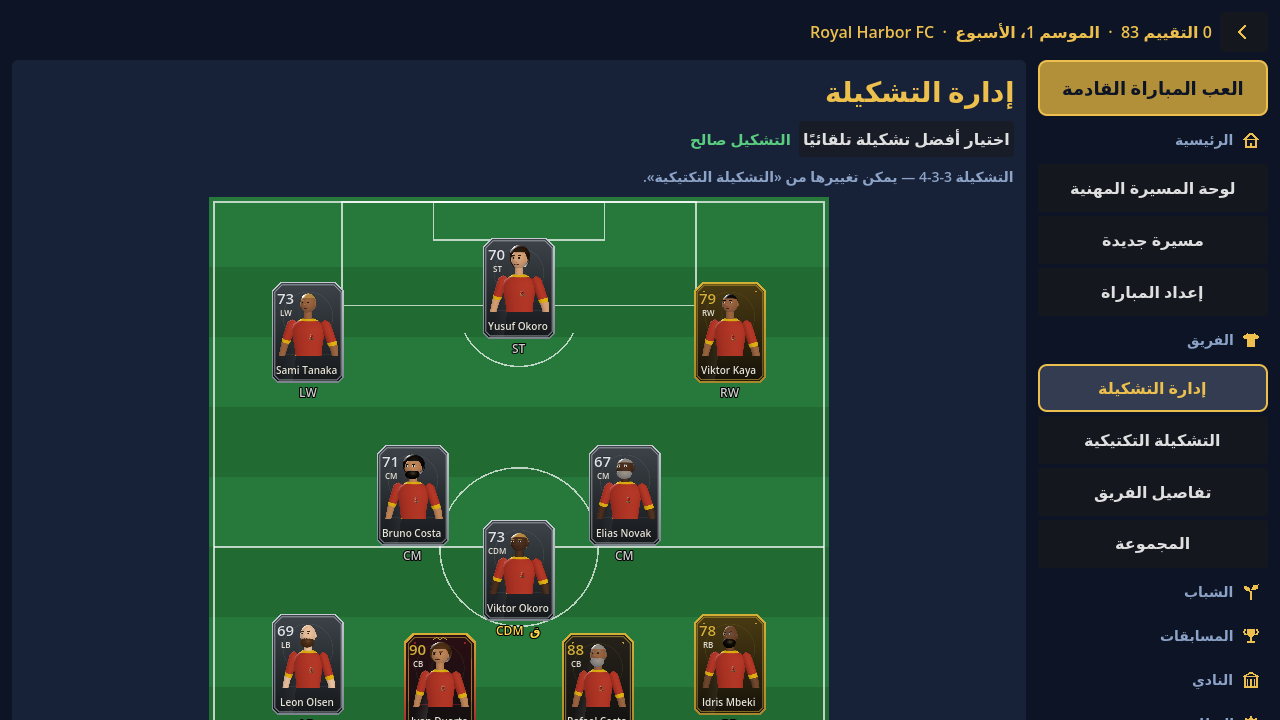 Royal Harbor FC · الموسم 1، الأسبوع 0 التقييم 83
العب المباراة القادمة
الرئيسية
لوحة المسيرة المهنية
مسيرة جديدة
إعداد المباراة
الفريق
إدارة التشكيلة
التشكيلة التكتيكية
تفاصيل الفريق
المجموعة
الشباب
المسابقات
النادي
إدارة التشكيلة
اختيار أفضل تشكيلة تلقائيًا
التشكيل صالح
التشكيلة 4-3-3 — يمكن تغييرها من «التشكيلة التكتيكية».
70
ST
Yusuf Okoro
ST
73
LW
Sami Tanaka
LW
79
RW
Viktor Kaya
RW
71
CM
Bruno Costa
CM
67
CM
Elias Novak
CM
73
CDM
Viktor Okoro
CDM ق
69
LB
Leon Olsen
90
CB
88
CB
78
RB
Idris Mbeki